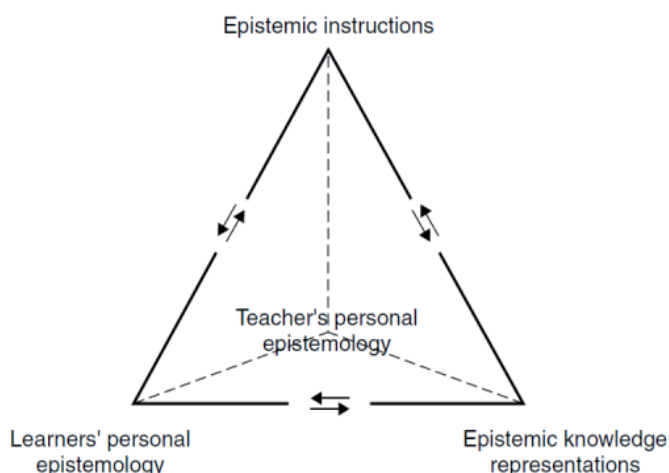 Epistemic instructions
Teacher's personal
epistemology
Learners' personal
epistemology
Epistemic knowledge
representations